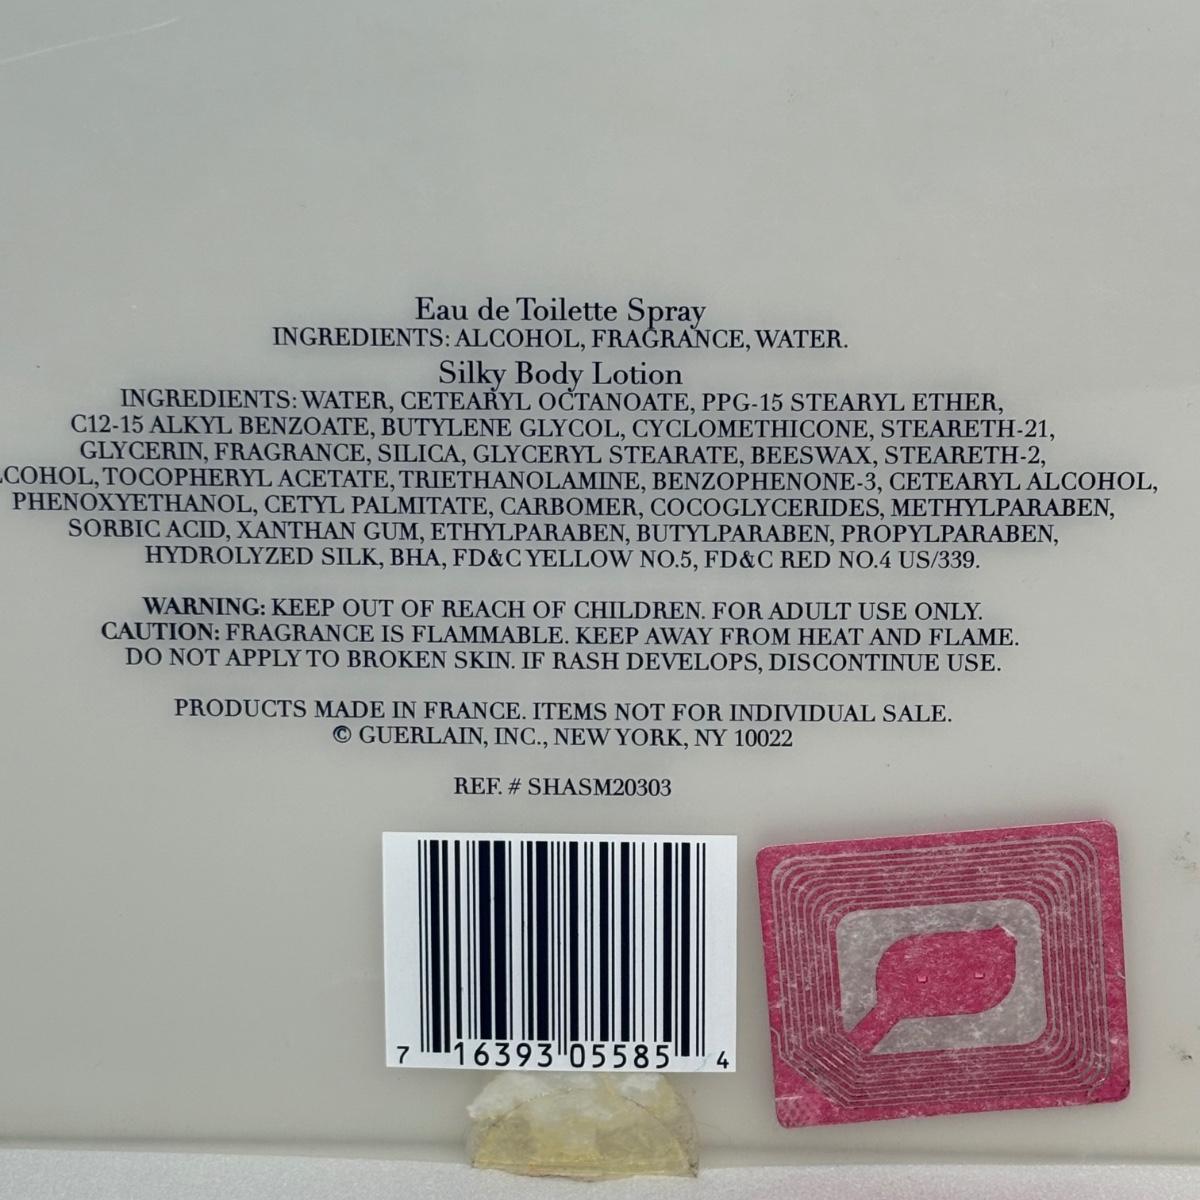 Eau de Toilette Spray
INGREDIENTS: ALCOHOL, FRAGRANCE, WATER.
Silky Body Lotion
INGREDIENTS: WATER, CETEARYL OCTANOATE, PPG-15 STEARYL ETHER,
C12-15 ALKYL BENZOATE, BUTYLENE GLYCOL, CYCLOMETHICONE, STEARETH-21,
GLYCERIN, FRAGRANCE, SILICA, GLYCERYL STEARATE, BEESWAX, STEARETH-2,
COHOL, TOCOPHERYL ACETATE, TRIETHANOLAMINE, BENZOPHENONE-3, CETEARYL ALCOHOL,
PHENOXYETHANOL, CETYL PALMITATE, CARBOMER, COCOGLYCERIDES, METHYLPARABEN,
SORBIC ACID, XANTHAN GUM, ETHYLPARABEN, BUTYLPARABEN, PROPYLPARABEN,
HYDROLYZED SILK, BHA, FD&C YELLOW NO.5, FD&C RED NO.4 US/339.
WARNING: KEEP OUT OF REACH OF CHILDREN. FOR ADULT USE ONLY.
CAUTION: FRAGRANCE IS FLAMMABLE. KEEP AWAY FROM HEAT AND FLAME.
DO NOT APPLY TO BROKEN SKIN. IF RASH DEVELOPS, DISCONTINUE USE.
PRODUCTS MADE IN FRANCE. ITEMS NOT FOR INDIVIDUAL SALE.
© GUERLAIN, INC., NEW YORK, NY 10022
REF. # SHASM20303
7 16393 05585 4